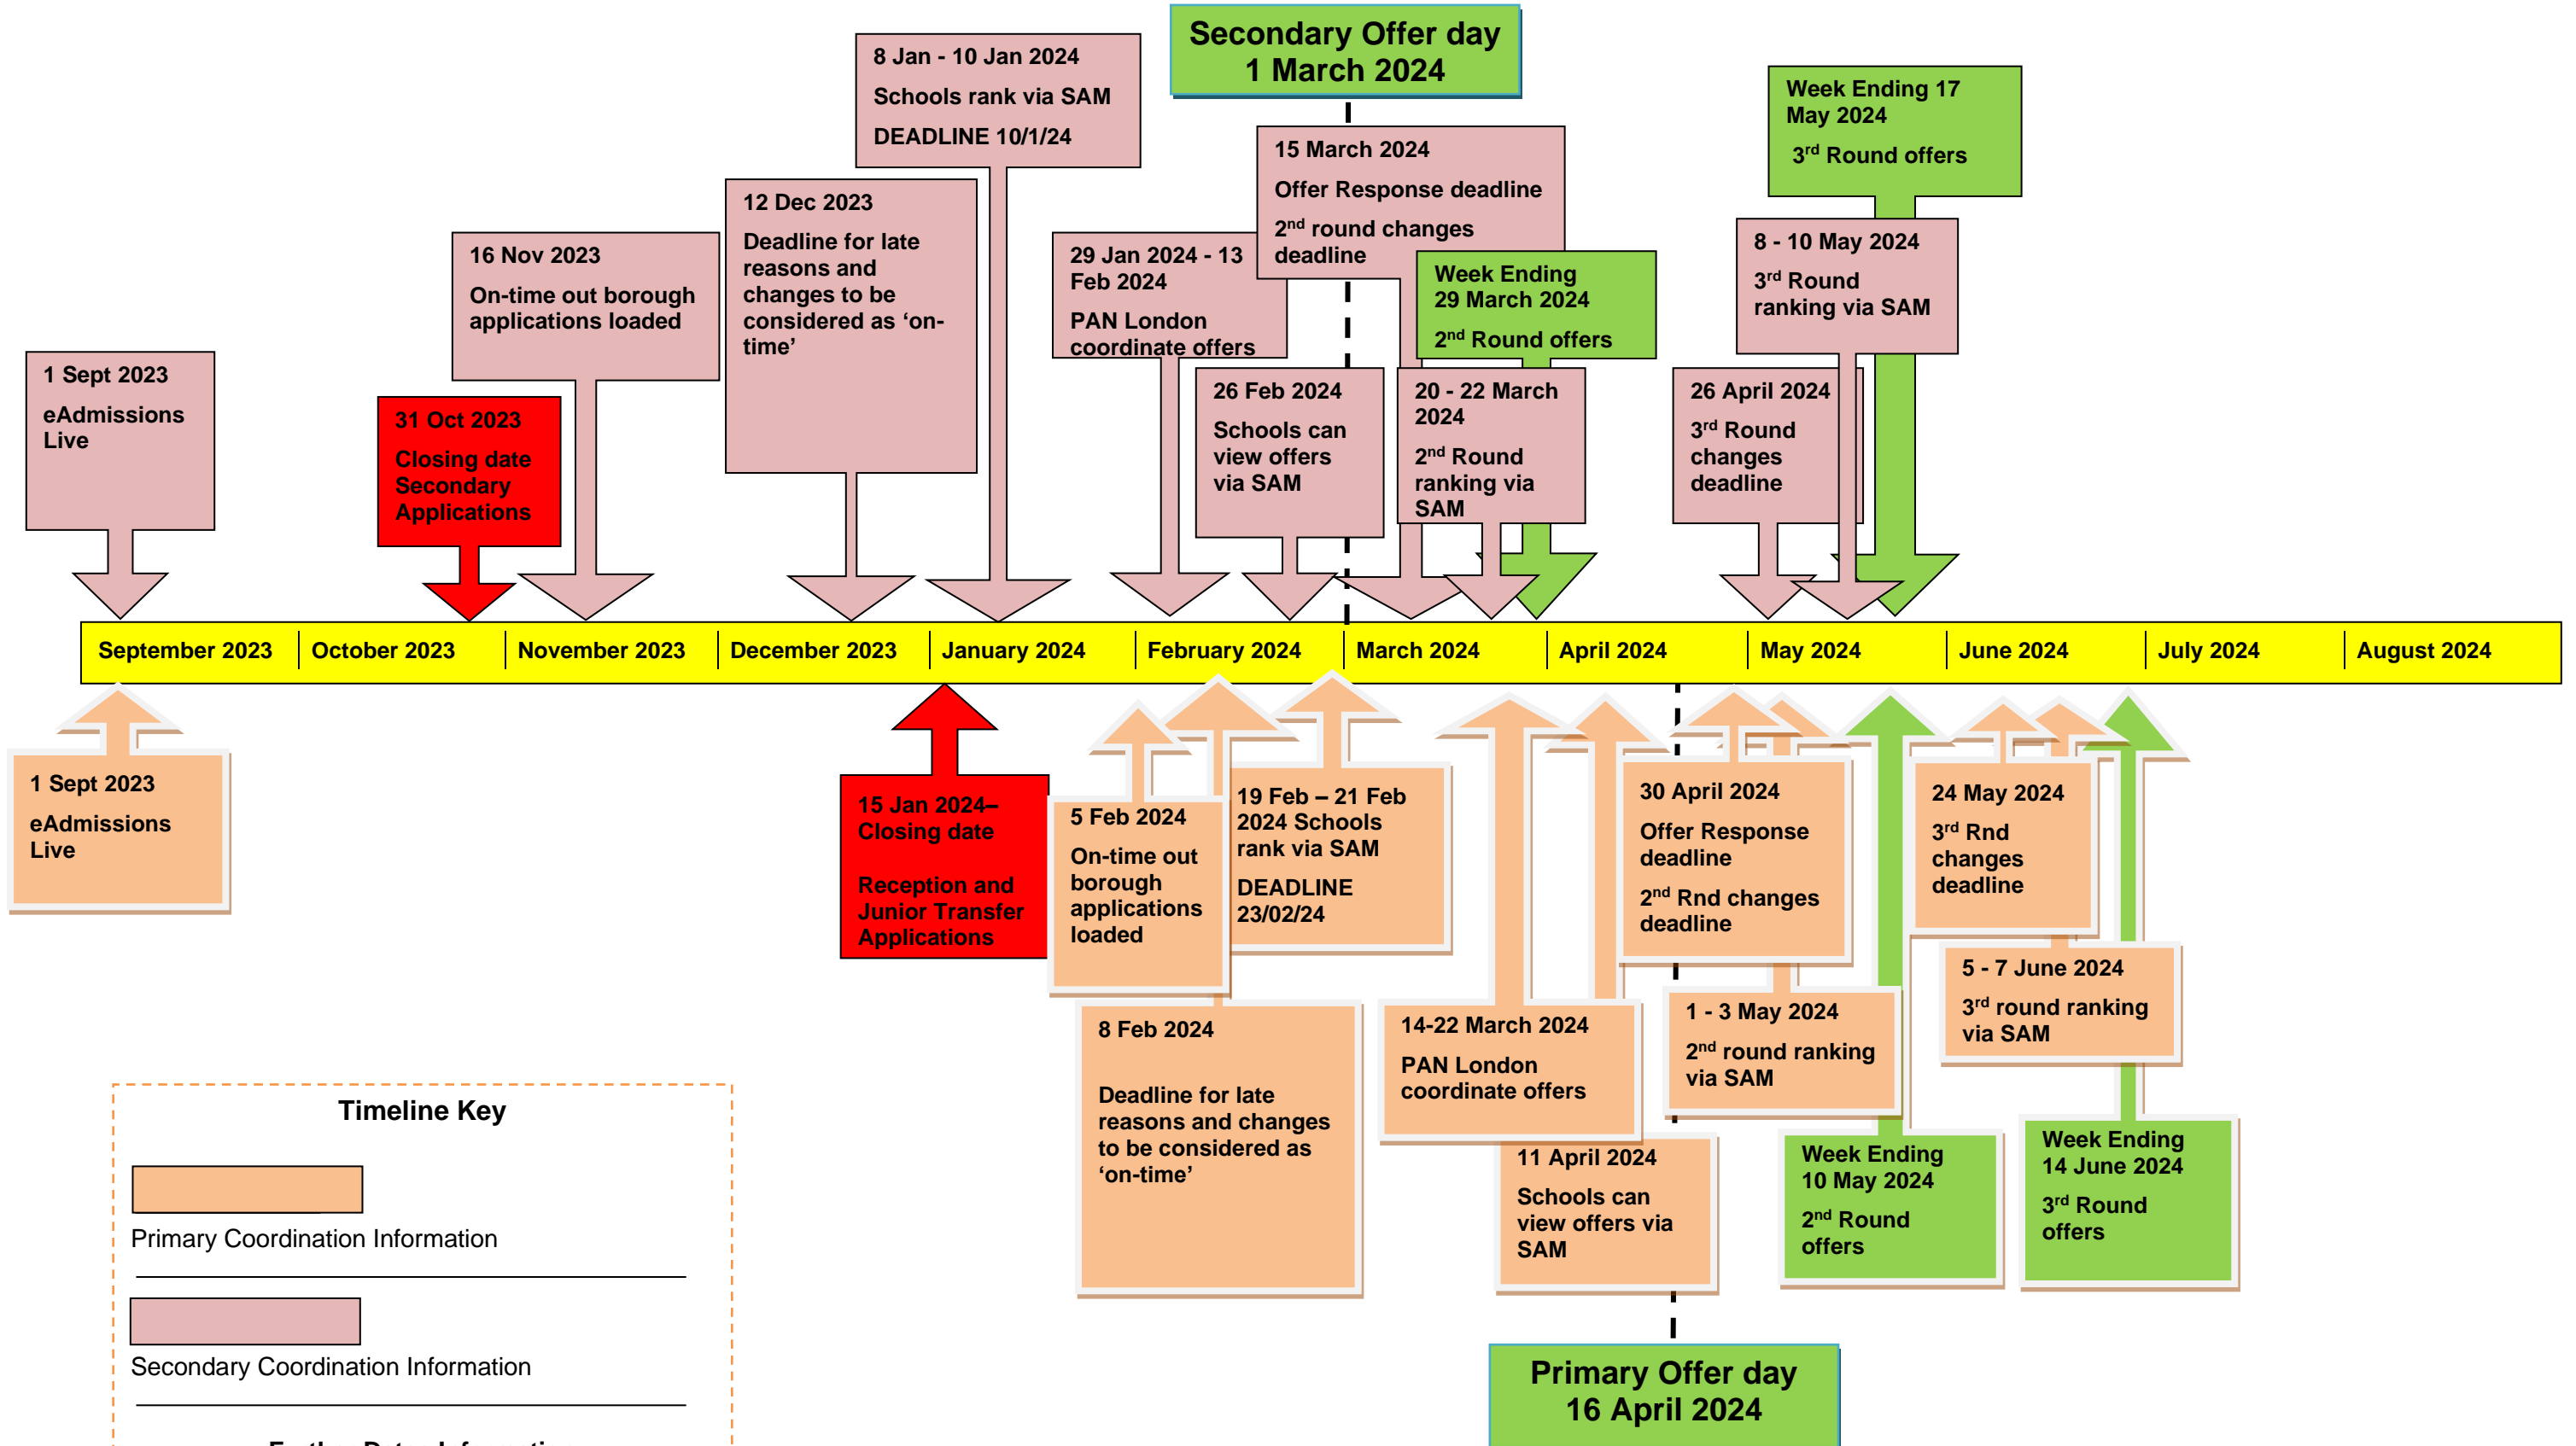 Secondary Offer day
1 March 2024
8 Jan - 10 Jan 2024
Schools rank via SAM
DEADLINE 10/1/24
Week Ending 17
May 2024
3rd Round offers
15 March 2024
Offer Response deadline
2nd round changes
deadline
12 Dec 2023
Deadline for late
reasons and
changes to be
considered as ‘on-
time’
16 Nov 2023
On-time out borough
applications loaded
29 Jan 2024 - 13
Feb 2024
PAN London
coordinate offers
Week Ending
29 March 2024
2nd Round offers
8 - 10 May 2024
3rd Round
ranking via SAM
1 Sept 2023
eAdmissions
Live
31 Oct 2023
Closing date
Secondary
Applications
26 Feb 2024
Schools can
view offers
via SAM
20 - 22 March
2024
2nd Round
ranking via
SAM
26 April 2024
3rd Round
changes
deadline
September 2023
October 2023
November 2023
December 2023
January 2024
February 2024
March 2024
April 2024
May 2024
June 2024
July 2024
August 2024
1 Sept 2023
eAdmissions
Live
15 Jan 2024–
Closing date
Reception and
Junior Transfer
Applications
5 Feb 2024
On-time out
borough
applications
loaded
19 Feb – 21 Feb
2024 Schools
rank via SAM
DEADLINE
23/02/24
30 April 2024
Offer Response
deadline
2nd Rnd changes
deadline
24 May 2024
3rd Rnd
changes
deadline
8 Feb 2024
Deadline for late
reasons and changes
to be considered as
‘on-time’
14-22 March 2024
PAN London
coordinate offers
1 - 3 May 2024
2nd round ranking
via SAM
5 - 7 June 2024
3rd round ranking
via SAM
11 April 2024
Schools can
view offers via
SAM
Week Ending
10 May 2024
2nd Round
offers
Week Ending
14 June 2024
3rd Round
offers
Primary Offer day
16 April 2024
Timeline Key
Primary Coordination Information
Secondary Coordination Information